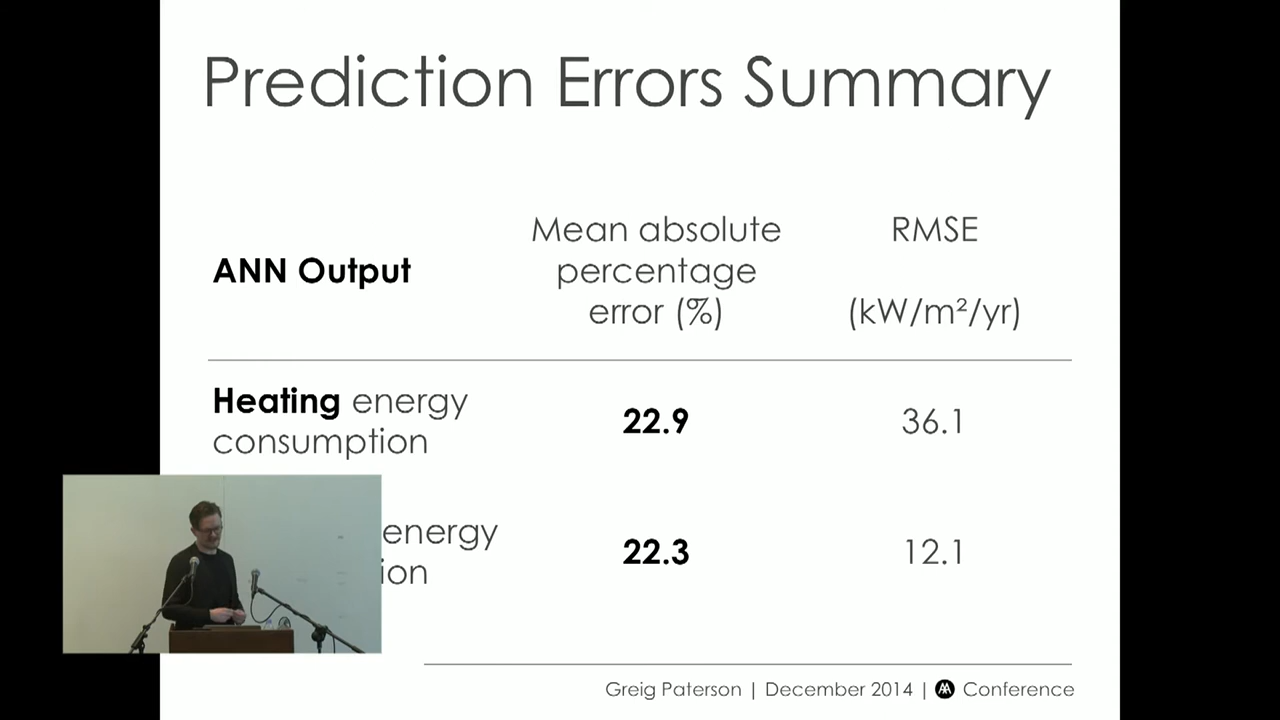 Prediction Errors Summary
ANN Output
Mean absolute
percentage
error (%)
RMSE
(kW/m²/yr)
Heating energy
consumption
22.9
36.1
energy
22.3
12.1
Greig Paterson | December 2014 | AA Conference